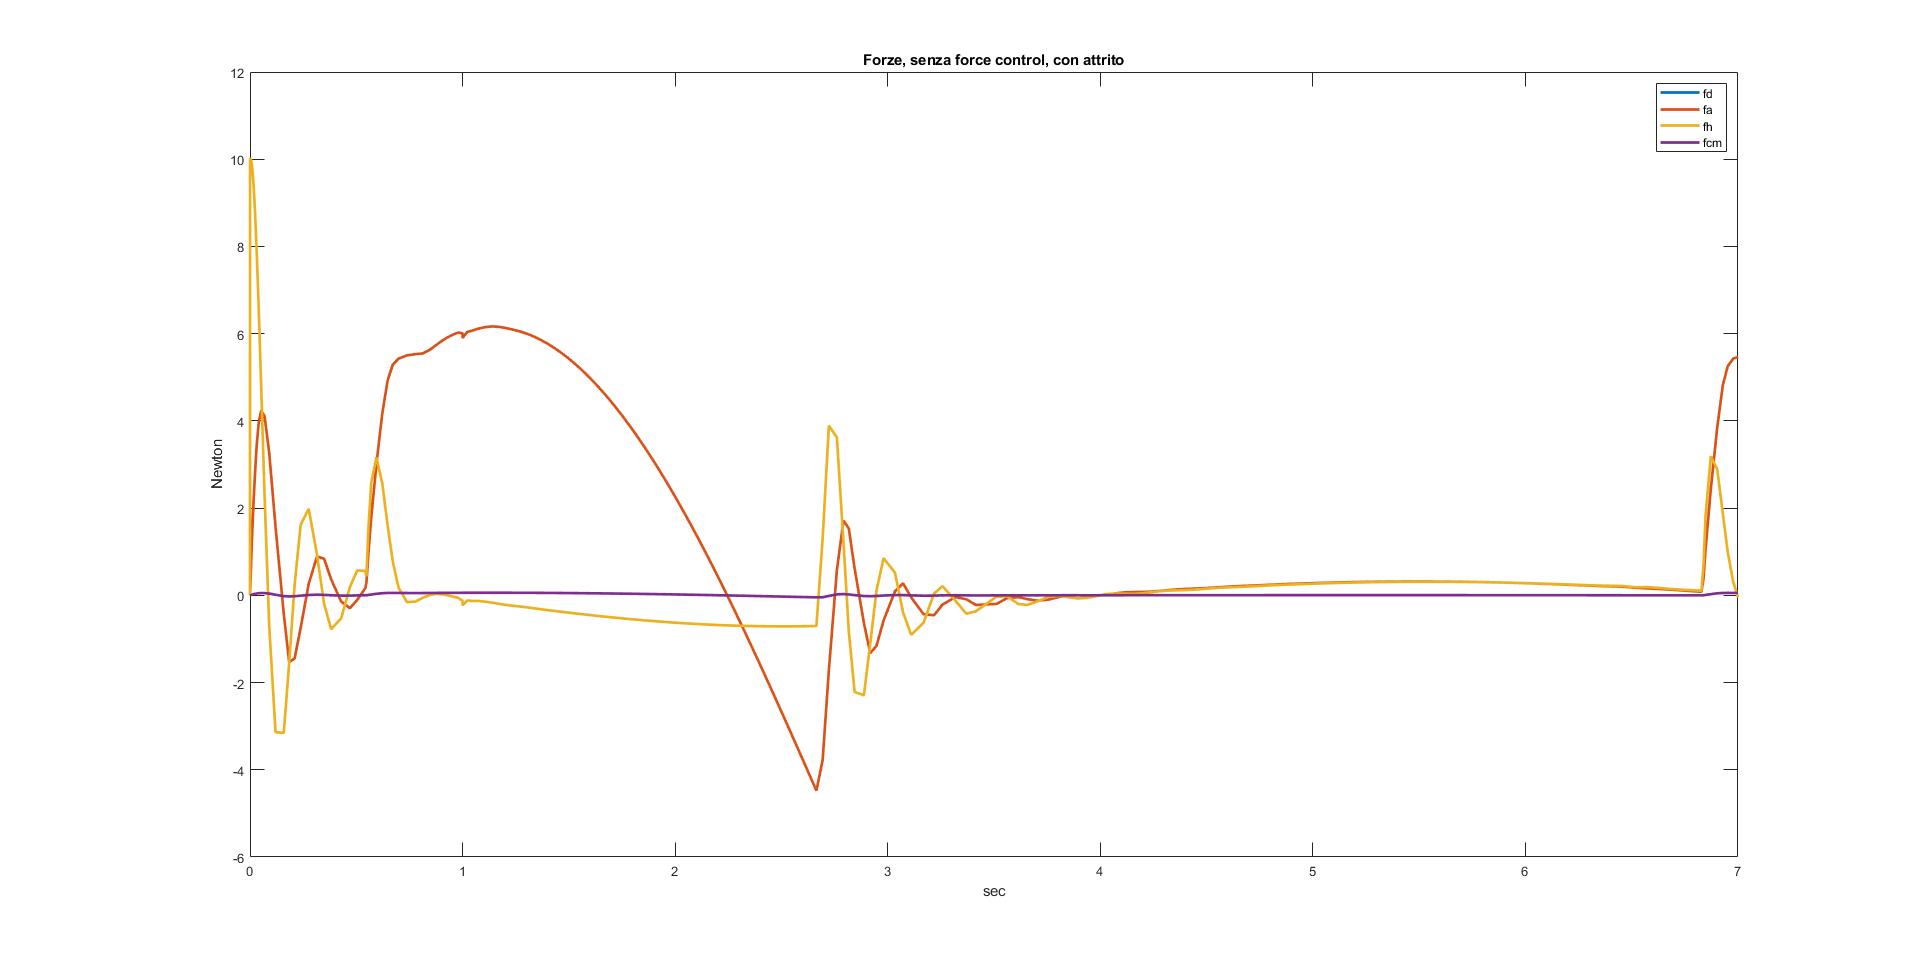 Forze, senza force control, con attrito
12
10
8
6
4
2
0
-2
-4
-6
Newton
fd
fa
fh
fcm
0 1 2 3 4 5 6 7
sec